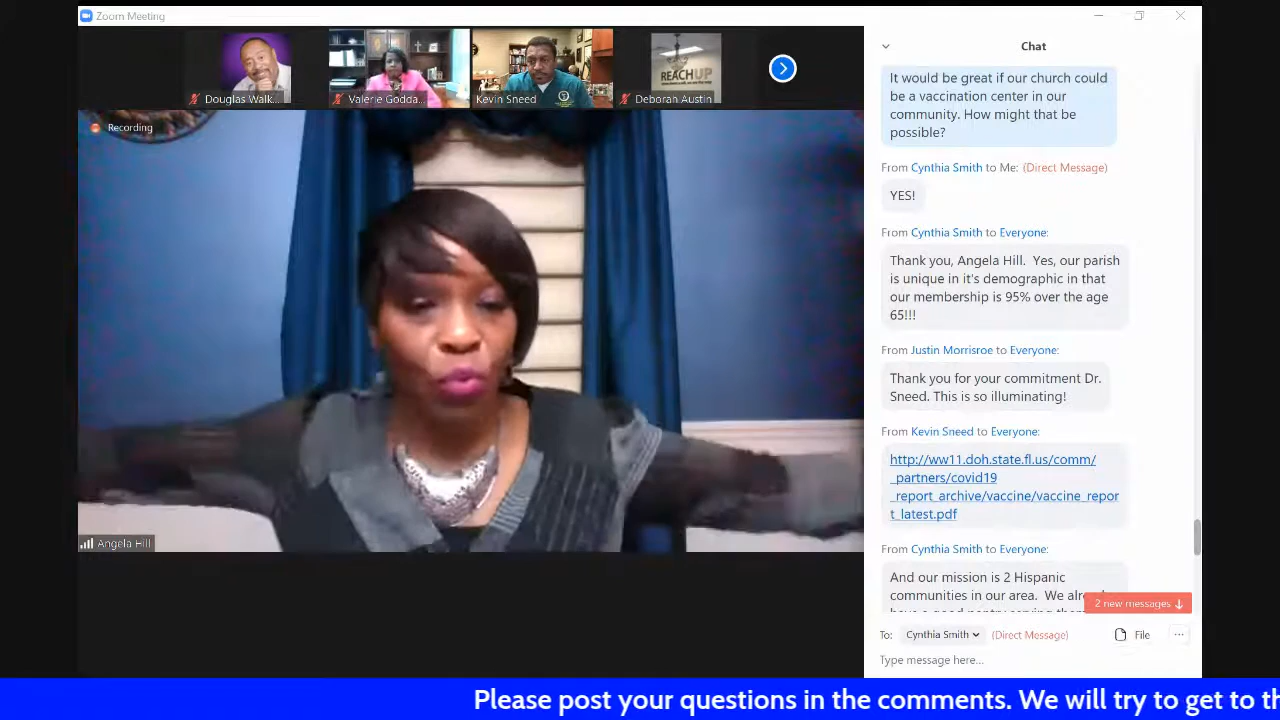 Zoom Meeting
Douglas Walk...
Valerie Godda...
Kevin Sneed
REACHUP
Deborah Austin
Recording
Angela Hill
Chat
It would be great if our church could
be a vaccination center in our
community. How might that be
possible?
From Cynthia Smith to Me: (Direct Message)
YES!
From Cynthia Smith to Everyone:
Thank you, Angela Hill. Yes, our parish
is unique in it's demographic in that
our membership is 95% over the age
65!!!
From Justin Morrisroe to Everyone:
Thank you for your commitment Dr.
Sneed. This is so illuminating!
From Kevin Sneed to Everyone:
http://ww11.doh.state.fl.us/comm/
_partners/covid19
_report_archive/vaccine/vaccine_repor
t_latest.pdf
From Cynthia Smith to Everyone:
And our mission is 2 Hispanic
communities in our area. We
2 new messages
To: Cynthia Smith (Direct Message) File
Type message here...
Please post your questions in the comments. We will try to get to